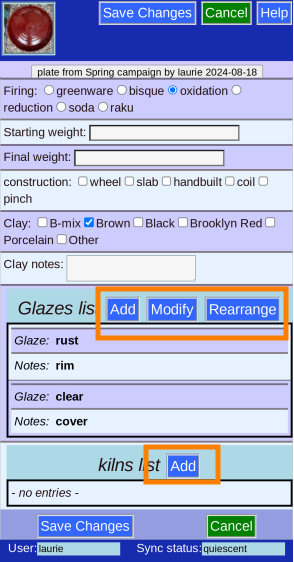 Save Changes Cancel Help
plate from Spring campaign by laurie 2024-08-18
Firing: greenware bisque oxidation
reduction soda raku
Starting weight:
Final weight:
construction: wheel slab handbuilt coil
pinch
Clay: B-mix Brown Black Brooklyn Red
Porcelain Other
Clay notes:
Glazes list Add Modify Rearrange
Glaze: rust
Notes: rim
Glaze: clear
Notes: cover
kilns list Add
- no entries -
Save Changes Cancel
User: laurie Sync status: quiescent